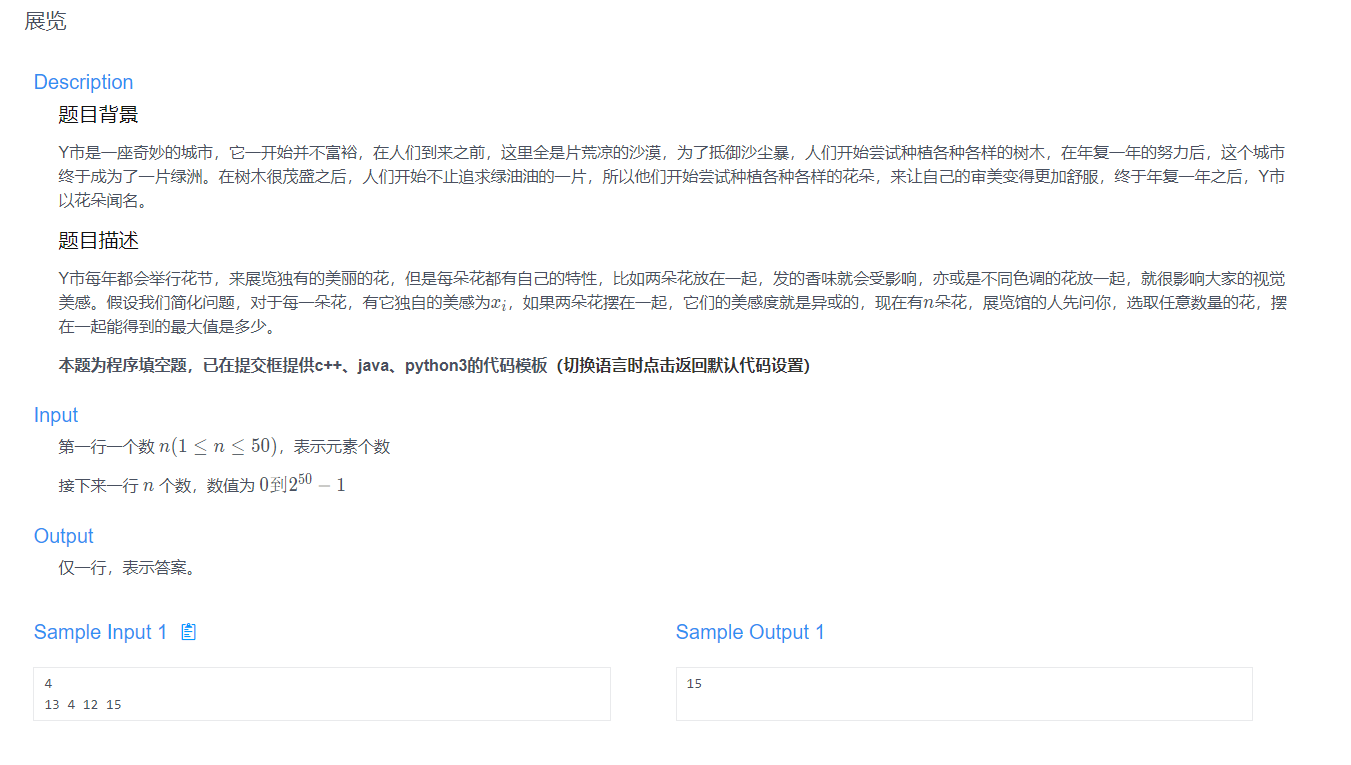 展览
Description
题目背景
Y市是一座奇妙的城市，它一开始并不富裕，在人们到来之前，这里全是片荒凉的沙漠，为了抵御沙尘暴，人们开始尝试种植各种各样的树木，在年复一年的努力后，这个城市
终于成为了一片绿洲。在树木很茂盛之后，人们开始不止追求绿油油的一片，所以他们开始尝试种植各种各样的花朵，来让自己的审美变得更加舒服，终于年复一年之后，Y市
以花朵闻名。
题目描述
Y市每年都会举行花节，来展览独有的美丽的花，但是每朵花都有自己的特性，比如两朵花放在一起，发的香味就会受影响，亦或是不同色调的花放一起，就很影响大家的视觉
美感。假设我们简化问题，对于每一朵花，有它独自的美感为$x_i$，如果两朵花摆在一起，它们的美感度就是异或的，现在有$n$朵花，展览馆的人先问你，选取任意数量的花，摆
在一起能得到的最大值是多少。
本题为程序填空题，已在提交框提供c++、java、python3的代码模板（切换语言时点击返回默认代码设置)
Input
第一行一个数 $n(1 \leq n \leq 50)$，表示元素个数
接下来一行 $n$ 个数，数值为 $0到2^{50} - 1$
Output
仅一行，表示答案。
Sample Input 1
Sample Output 1
4
13 4 12 15
15